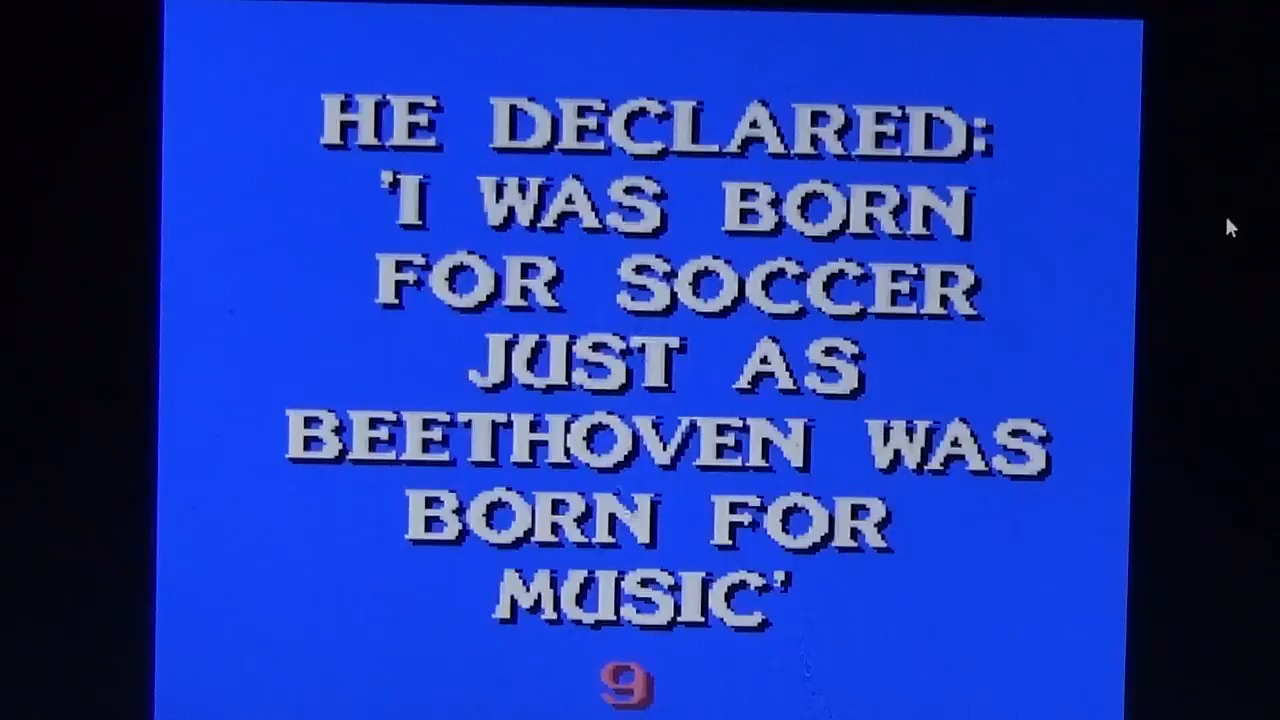 HE DECLARED:
'I WAS BORN
FOR SOCCER
JUST AS
BEETHOVEN WAS
BORN FOR
MUSIC'
9